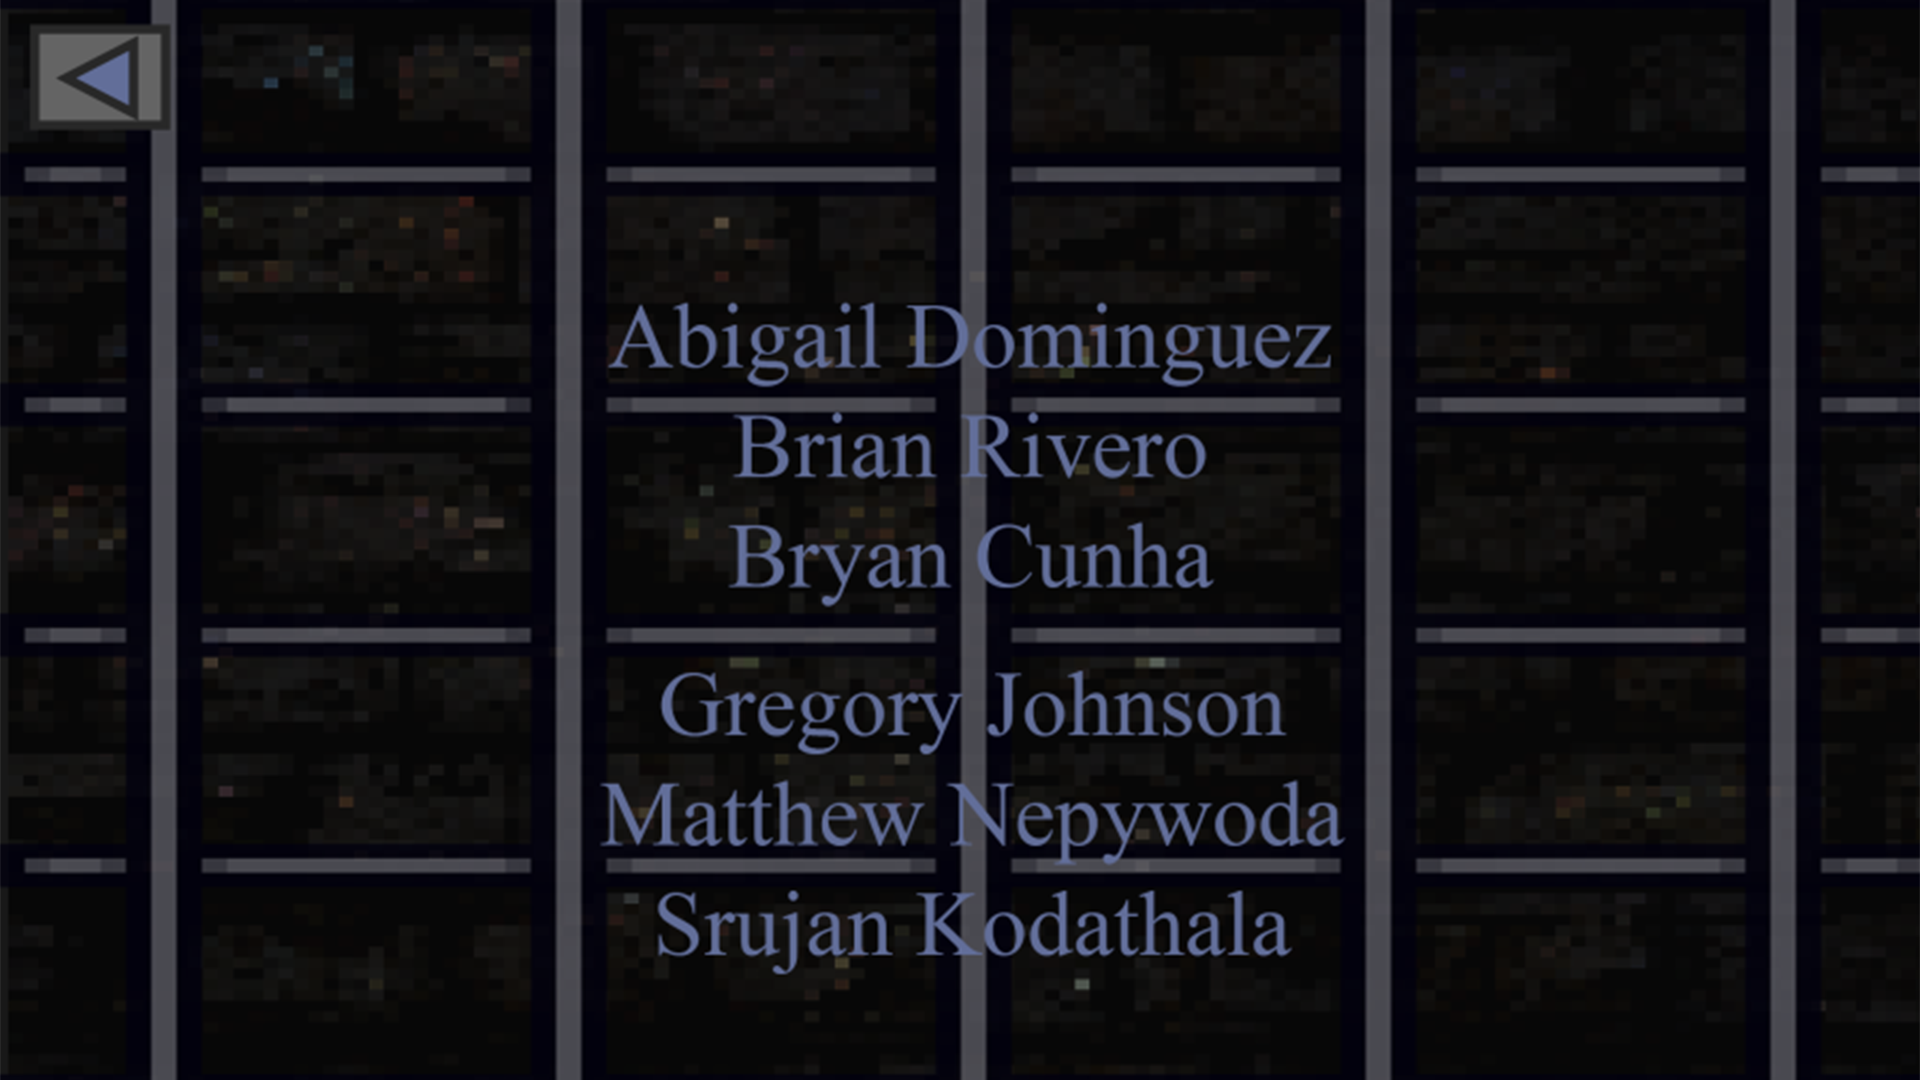 Abigail Dominguez
Brian Rivero
Bryan Cunha
Gregory Johnson
Matthew Nepywoda
Srujan Kodathala